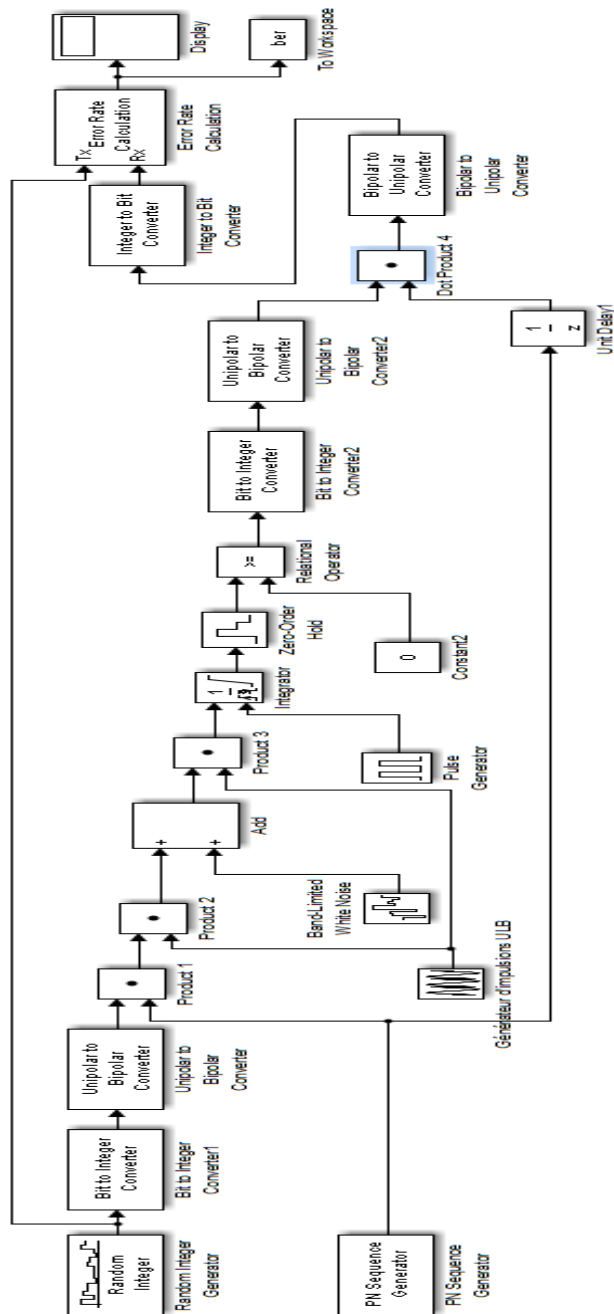 Random
Integer
Random Integer
Generator
Bit to Integer
Converter
Bit to Integer
Converter1
Unipolar to
Bipolar
Converter
Unipolar to
Bipolar
Converter
Product 1
Product 2
+
+
Add
Product 3
1
s
Integrator
Zero-Order
Hold
>=
Relational
Operator
Bit to Integer
Converter
Bit to Integer
Converter2
Unipolar to
Bipolar
Converter
Unipolar to
Bipolar
Converter2
Dot Product 4
Bipolar to
Unipolar
Converter
Bipolar to
Unipolar
Converter
Integer to Bit
Converter
Integer to Bit
Converter
Tx
Error Rate
Calculation
Rx
Error Rate
Calculation
Display
ber
To Workspace
PN Sequence
Generator
PN Sequence
Generator
Générateur d'impulsions ULB
Band-Limited
White Noise
Pulse
Generator
0
Constant2
1
z
Unit Delay1